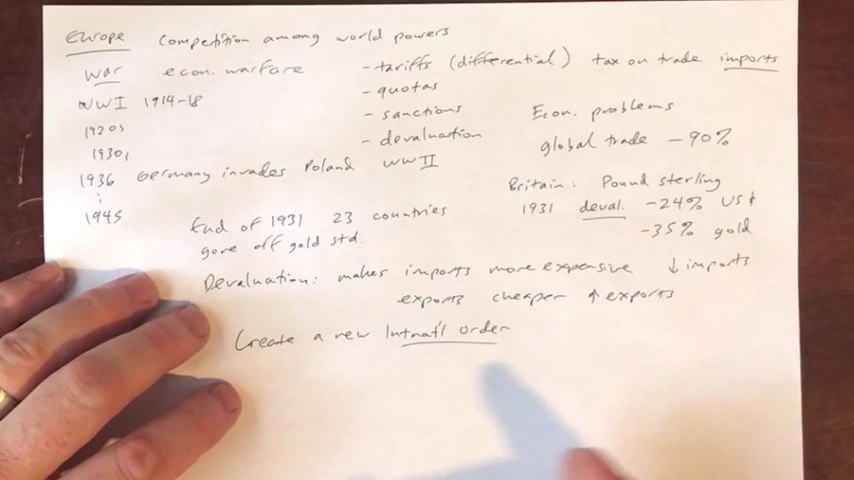 Europe Competition among world powers
War econ. warfare
- tariffs (differential) tax on trade imports
- quotas
- sanctions
- devaluation
WWI 1914-18
1920s
1930s
1936 Germany invades Poland WWII
⋮
1945
Econ. problems
global trade -90%
Britain: Pound sterling
1931 deval. -24% US $
-35% gold
End of 1931 23 countries
gone off gold std.
Devaluation: makes imports more expensive ↓ imports
exports cheaper ↑ exports
Create a new Intnat'l order